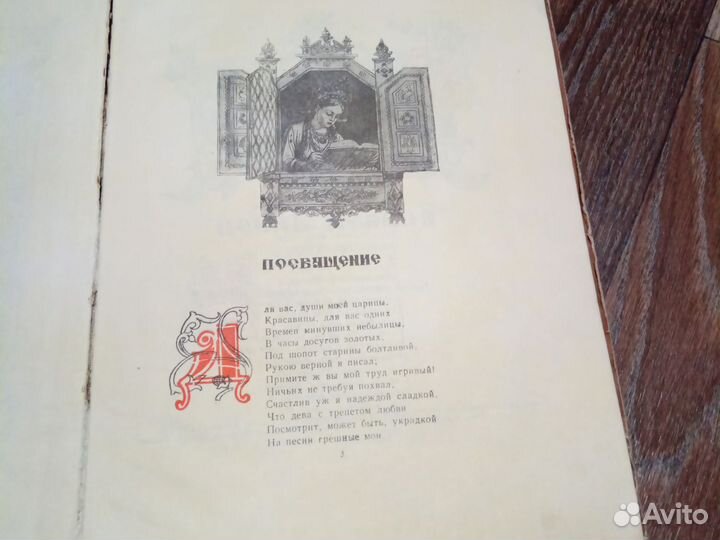 ПОСВЯЩЕНИЕ
Для вас, души моей царицы,
Красавицы, для вас одних
Времен минувших небылицы,
В часы досугов золотых,
Под шопот старины болтливой,
Рукою верной я писал;
Примите ж вы мой труд игривый!
Ничьих не требуя похвал,
Счастлив уж я надеждой сладкой,
Что дева с трепетом любви
Посмотрит, может быть, украдкой
На песни грешные мои
3
Avito